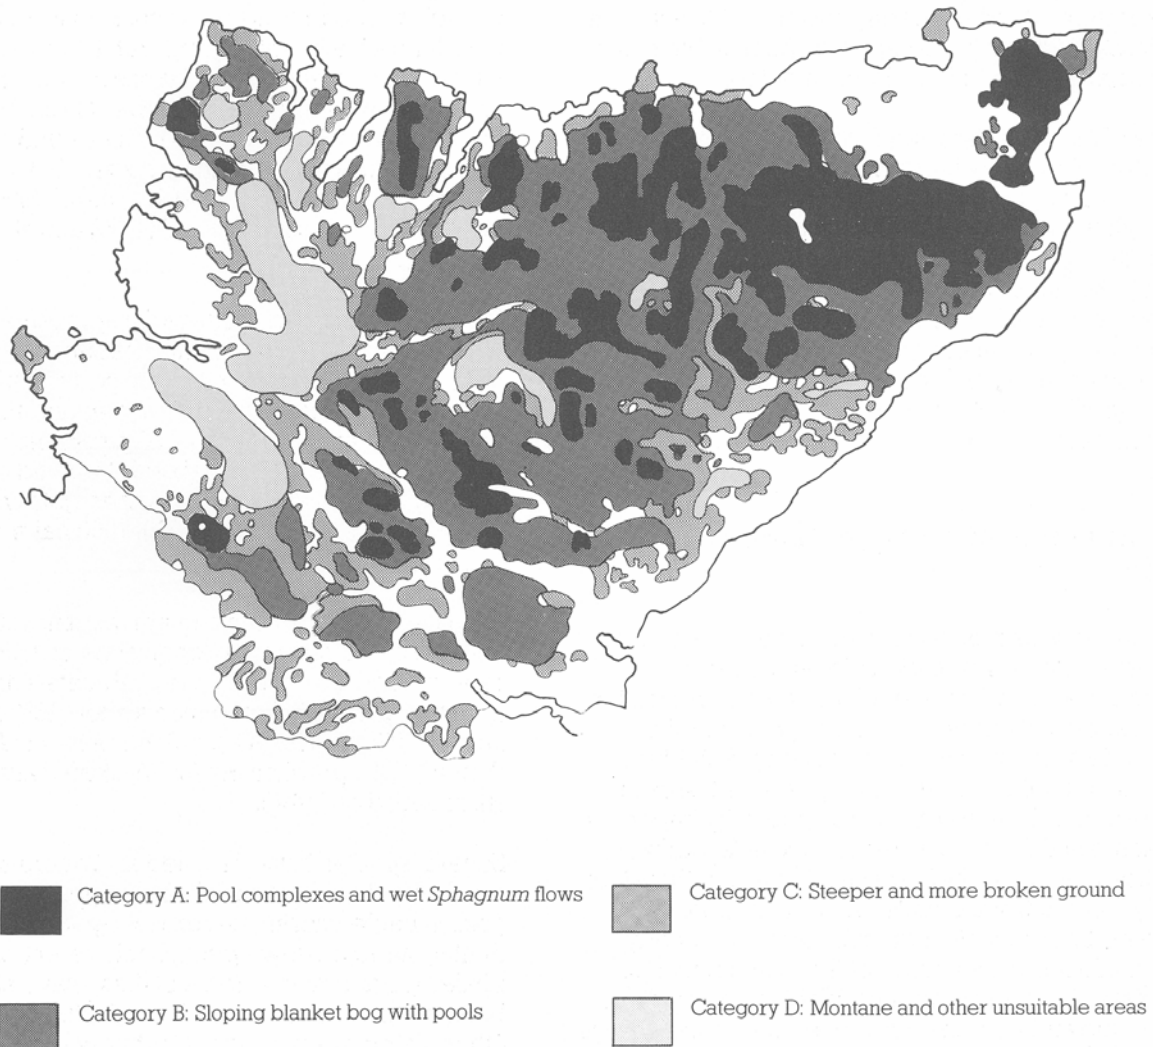 Category A: Pool complexes and wet Sphagnum flows
Category C: Steeper and more broken ground
Category B: Sloping blanket bog with pools
Category D: Montane and other unsuitable areas